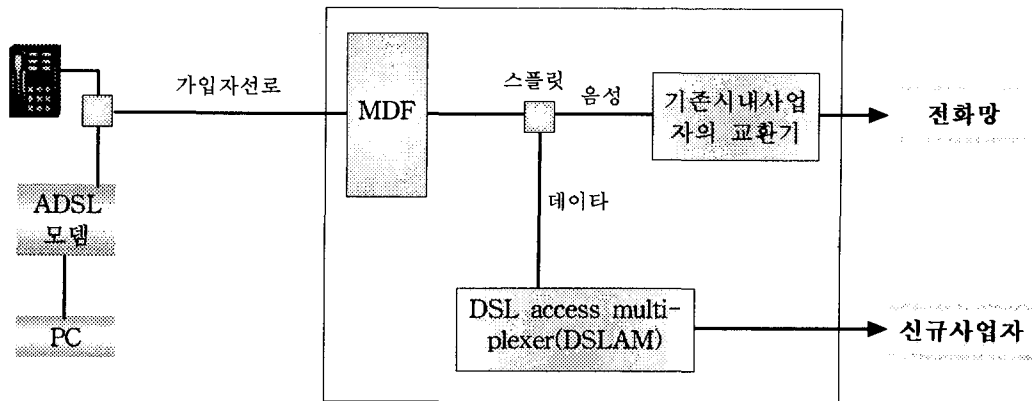 가입자선로
MDF
스플릿
음성
기존시내사업
자의 교환기
전화망
데이타
ADSL
모뎀
PC
DSL access multi-
plexer(DSLAM)
신규사업자